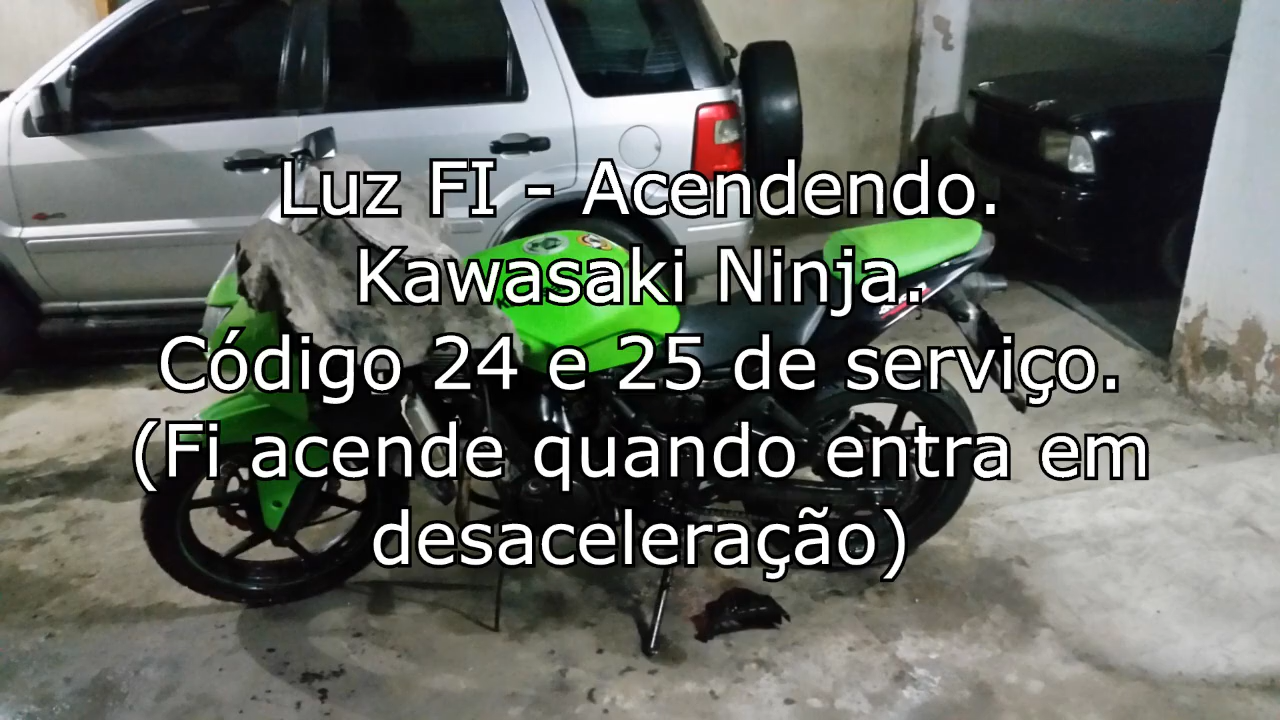 Luz FI - Acendendo.
Kawasaki Ninja.
Código 24 e 25 de serviço.
(Fi acende quando entra em
desaceleração)